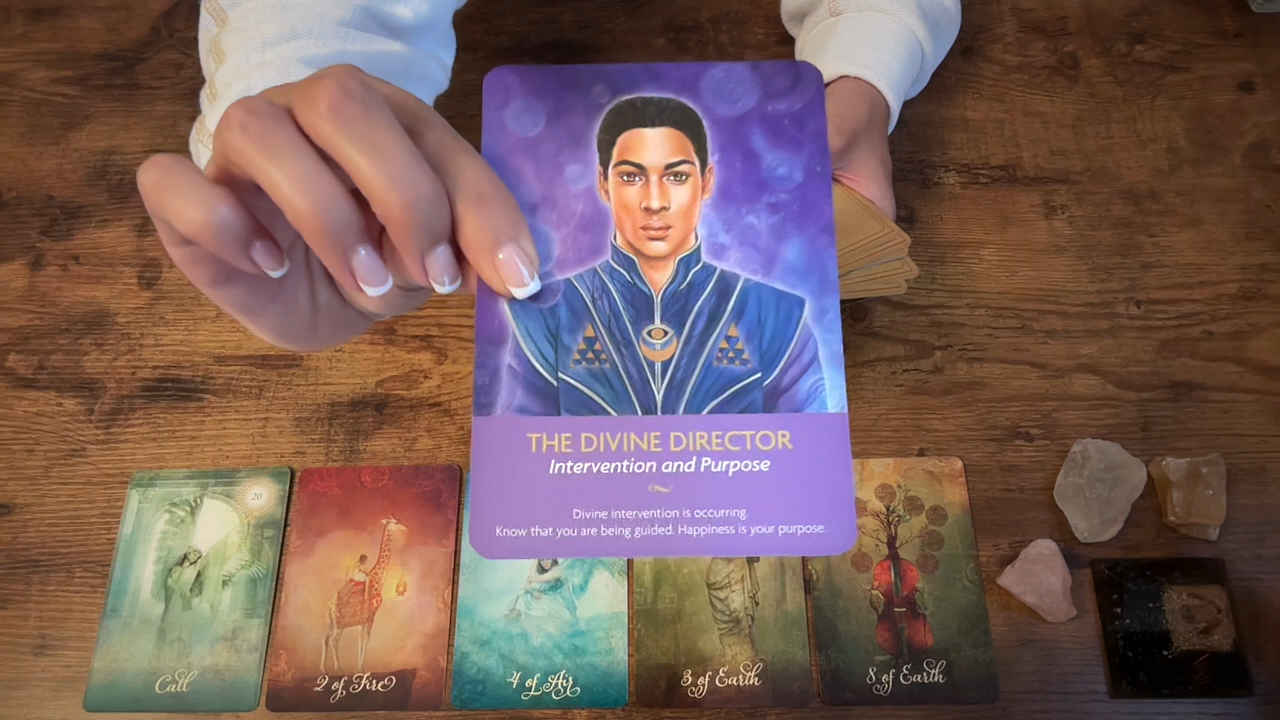 THE DIVINE DIRECTOR
Intervention and Purpose
Divine intervention is occurring.
Know that you are being guided. Happiness is your purpose.
20
Call
2 of Fire
4 of Air
3 of Earth
8 of Earth